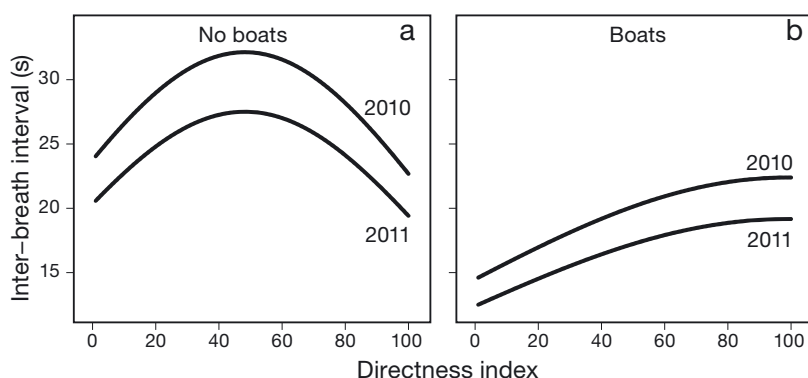 No boats
a
Boats
b
Inter–breath interval (s)
30
25
20
15
2010
2011
2010
2011
0 20 40 60 80 100
0 20 40 60 80 100
Directness index